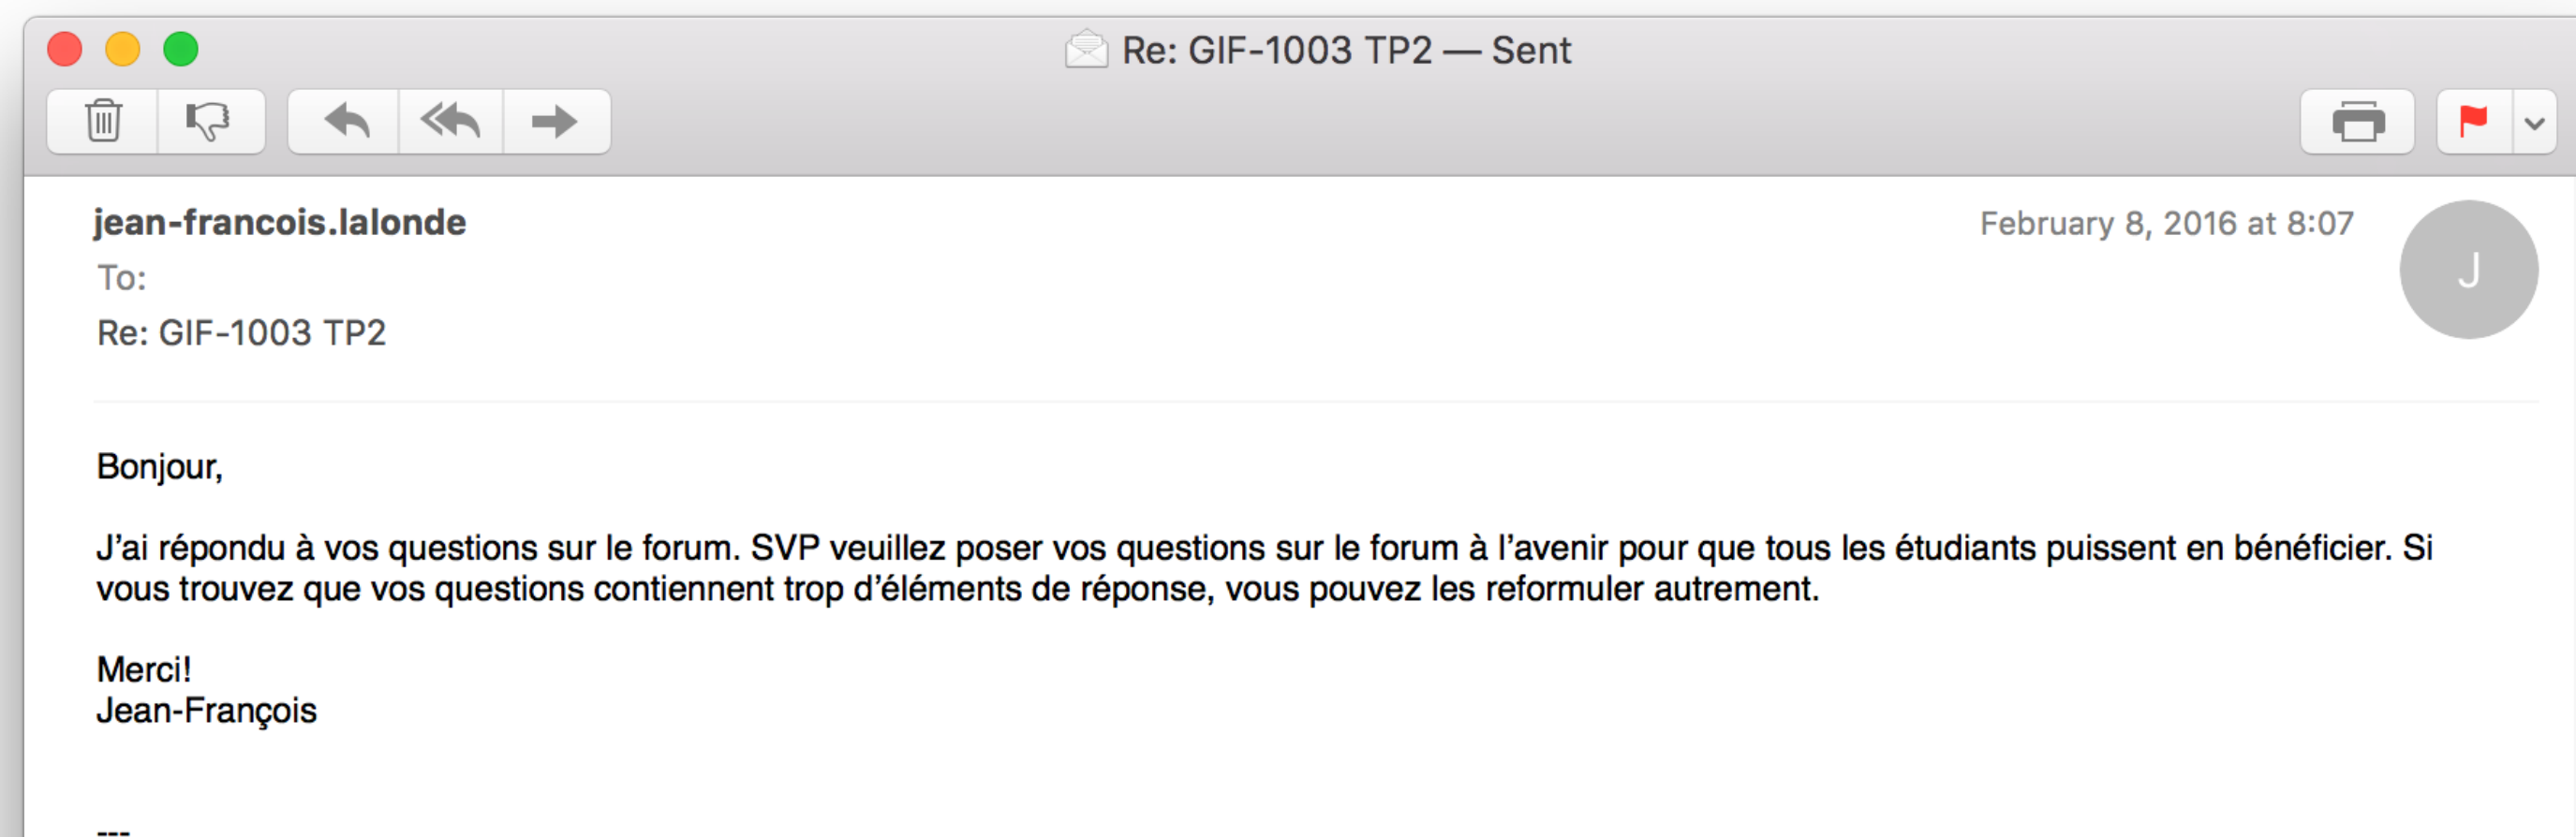 Re: GIF-1003 TP2 — Sent
jean-francois.lalonde
February 8, 2016 at 8:07
J
To:
Re: GIF-1003 TP2
Bonjour,
J’ai répondu à vos questions sur le forum. SVP veuillez poser vos questions sur le forum à l’avenir pour que tous les étudiants puissent en bénéficier. Si
vous trouvez que vos questions contiennent trop d’éléments de réponse, vous pouvez les reformuler autrement.
Merci!
Jean-François
---